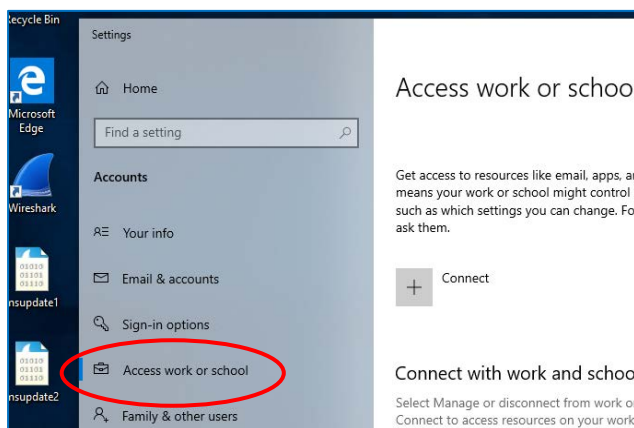 Recycle Bin
Microsoft
Edge
Wireshark
nsupdate1
nsupdate2
Settings
Home
Find a setting
Accounts
Your info
Email & accounts
Sign-in options
Access work or school
Family & other users
Access work or schoo
Get access to resources like email, apps, a
means your work or school might control
such as which settings you can change. Fo
ask them.
Connect
Connect with work and schoo
Select Manage or disconnect from work o
Connect to access resources on your work